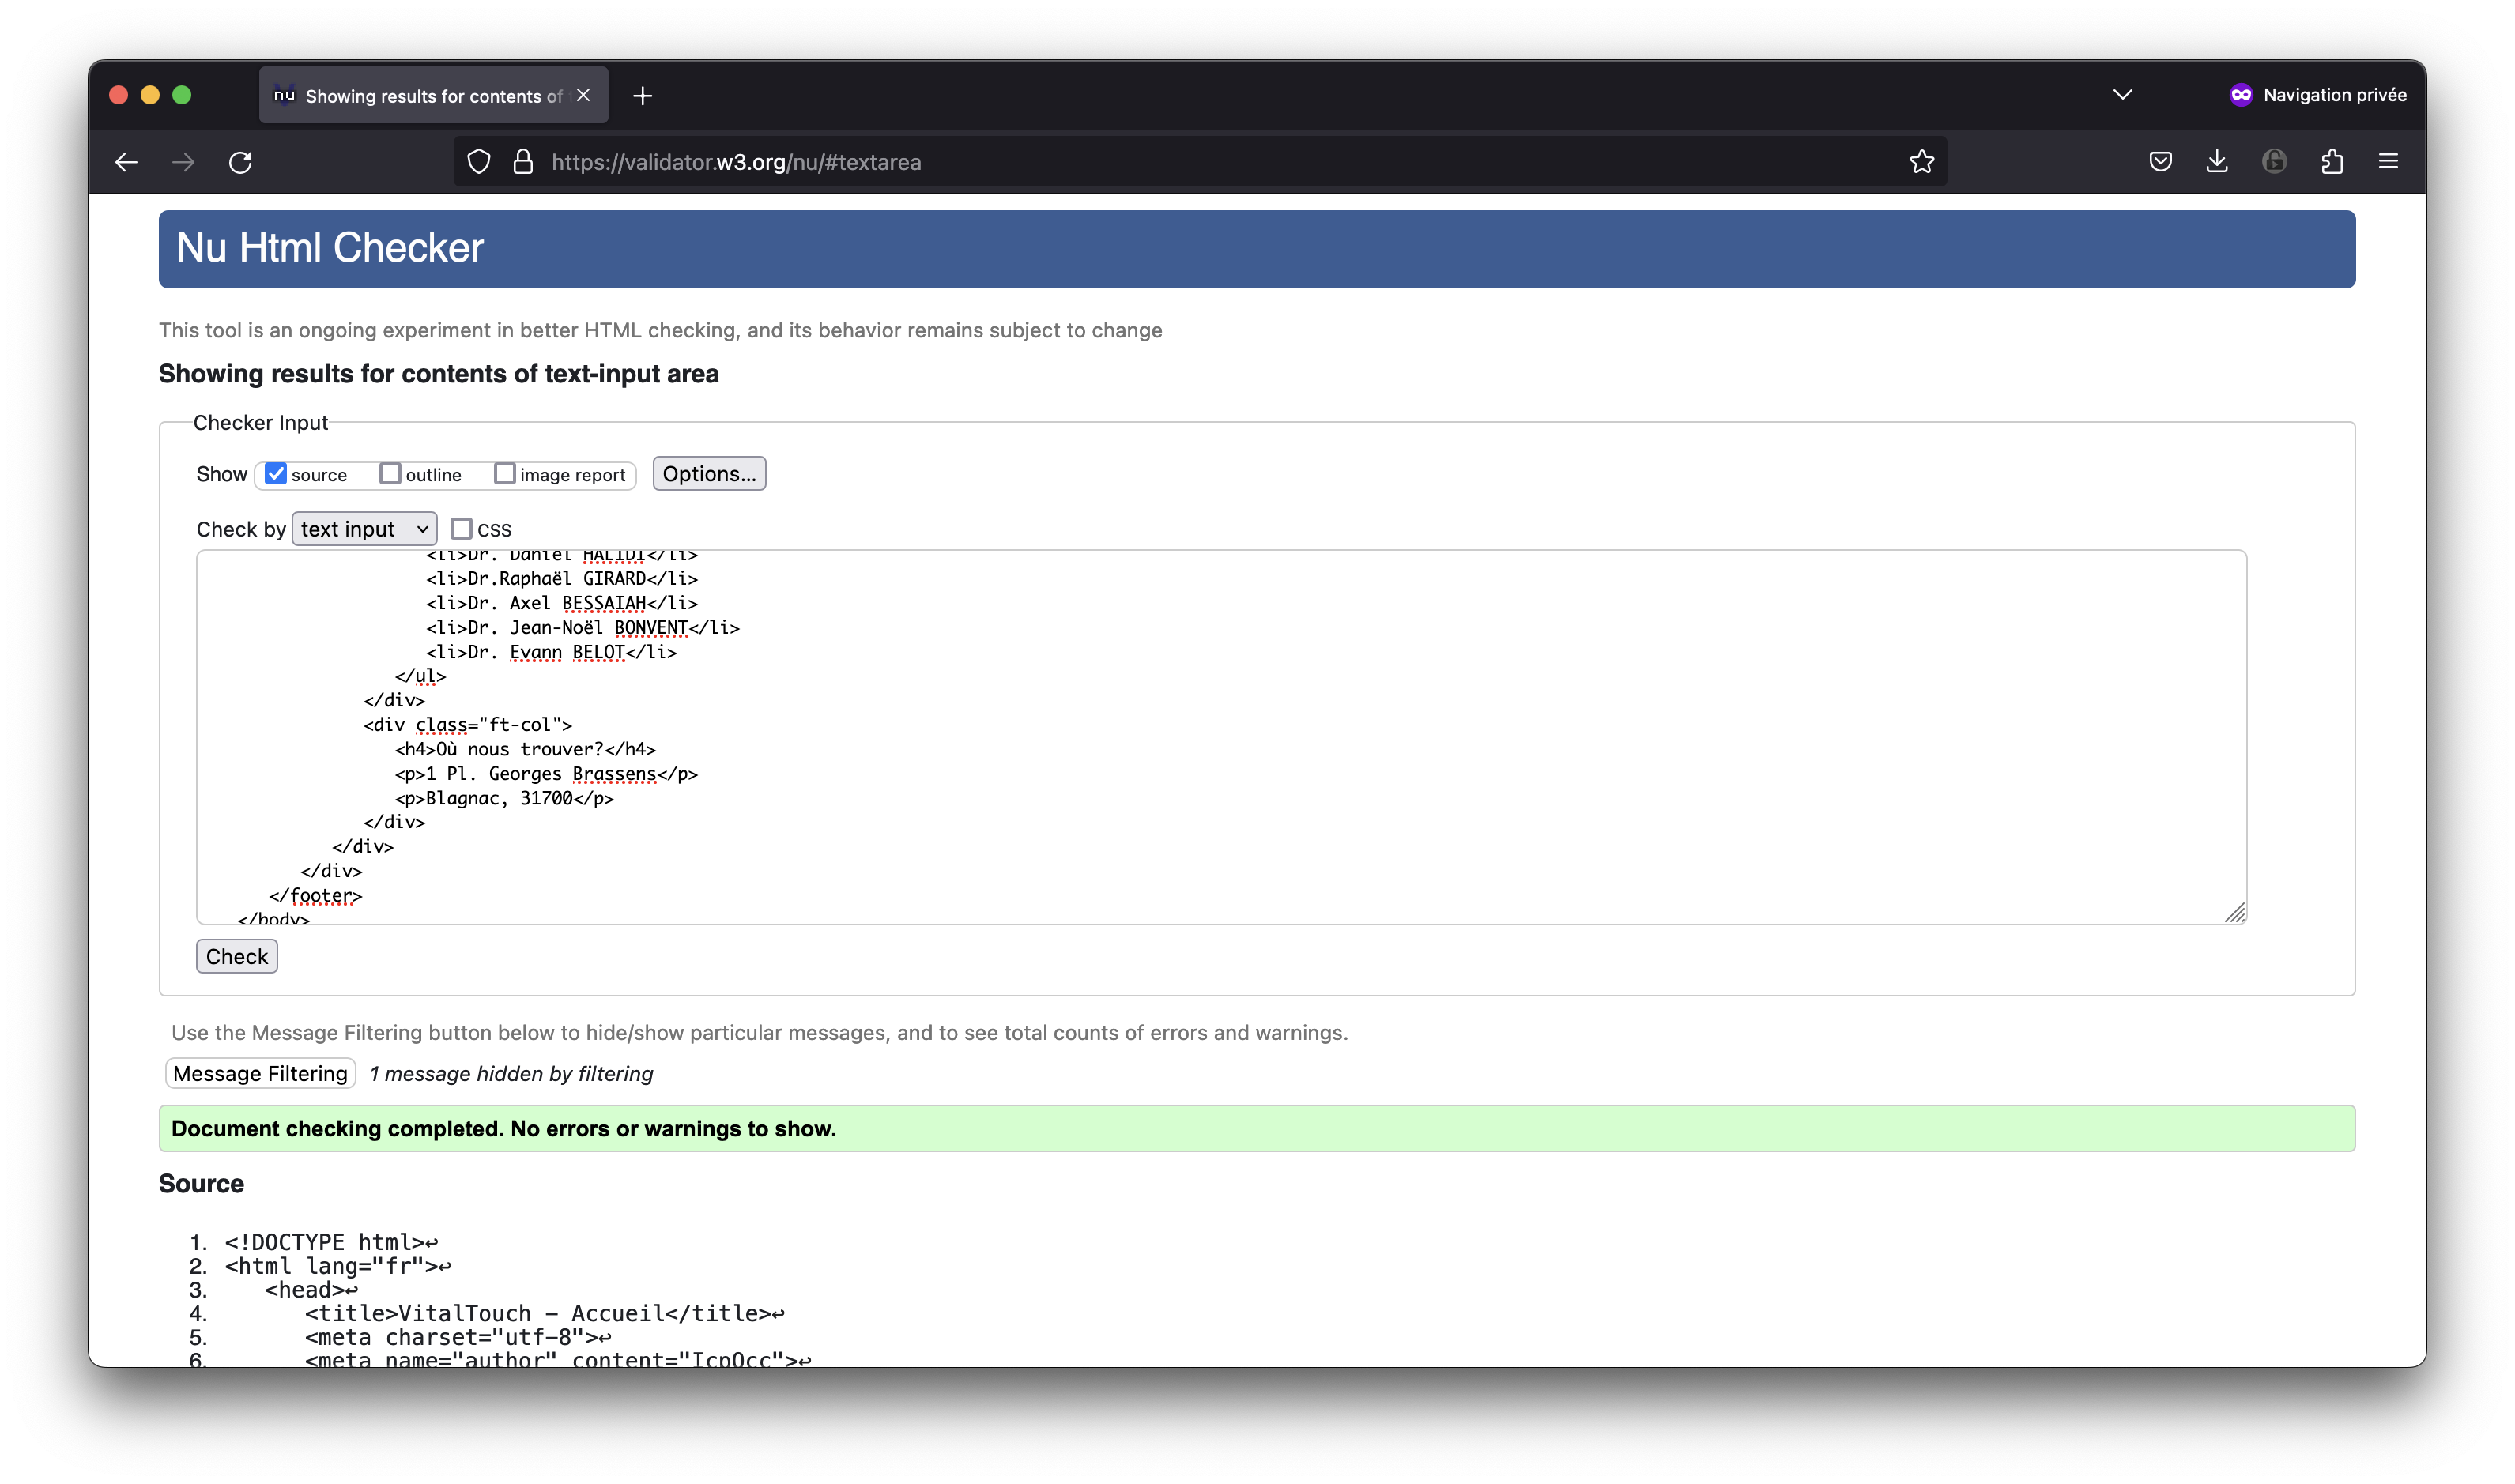 nu Showing results for contents of
Navigation privée
https://validator.w3.org/nu/#textarea
Nu Html Checker
This tool is an ongoing experiment in better HTML checking, and its behavior remains subject to change
Showing results for contents of text-input area
Checker Input
Show source outline image report Options...
Check by text input CSS
<li>Dr. Daniel HALIDI</li>
<li>Dr.Raphaël GIRARD</li>
<li>Dr. Axel BESSAIAH</li>
<li>Dr. Jean-Noël BONVENT</li>
<li>Dr. Evann BELOT</li>
</ul>
</div>
<div class="ft-col">
<h4>Où nous trouver?</h4>
<p>1 Pl. Georges Brassens</p>
<p>Blagnac, 31700</p>
</div>
</div>
</div>
</footer>
</body>
Check
Use the Message Filtering button below to hide/show particular messages, and to see total counts of errors and warnings.
Message Filtering 1 message hidden by filtering
Document checking completed. No errors or warnings to show.
Source
1. <!DOCTYPE html>↩
2. <html lang="fr">↩
3. <head>↩
4. <title>VitalTouch – Accueil</title>↩
5. <meta charset="utf-8">↩
6. <meta name="author" content="IcpOcc">↩